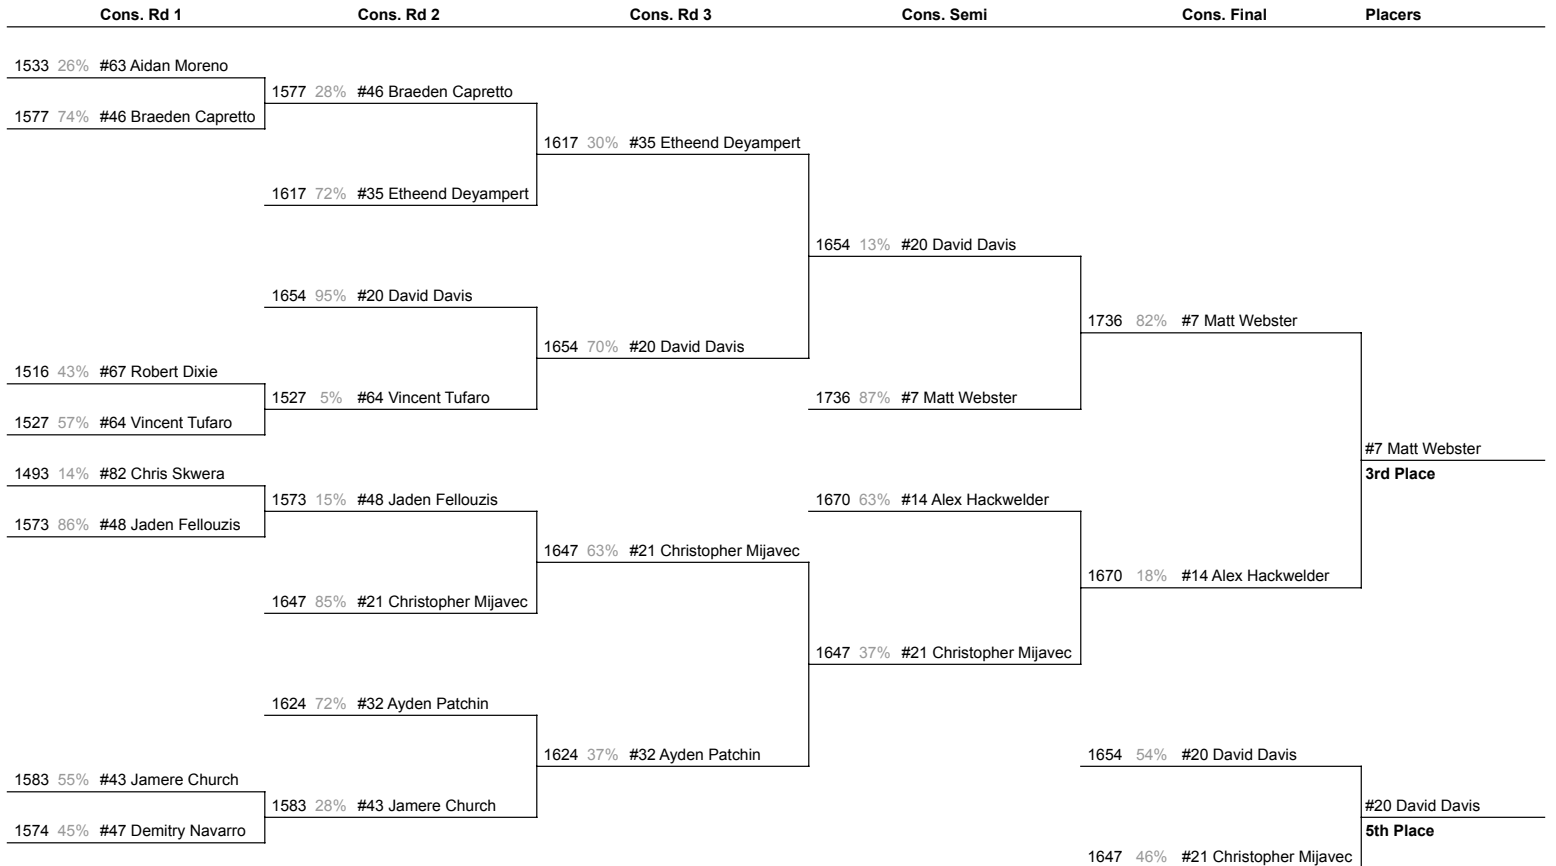 Cons. Rd 1 Cons. Rd 2 Cons. Rd 3 Cons. Semi Cons. Final Placers
1533 26% #63 Aidan Moreno
1577 28% #46 Braeden Capretto
1577 74% #46 Braeden Capretto
1617 30% #35 Etheend Deyampert
1617 72% #35 Etheend Deyampert
1654 13% #20 David Davis
1654 95% #20 David Davis
1736 82% #7 Matt Webster
1654 70% #20 David Davis
1516 43% #67 Robert Dixie
1527 5% #64 Vincent Tufaro
1736 87% #7 Matt Webster
1527 57% #64 Vincent Tufaro
#7 Matt Webster
1493 14% #82 Chris Skwera
3rd Place
1573 15% #48 Jaden Fellouzis
1670 63% #14 Alex Hackwelder
1573 86% #48 Jaden Fellouzis
1647 63% #21 Christopher Mijavec
1670 18% #14 Alex Hackwelder
1647 85% #21 Christopher Mijavec
1647 37% #21 Christopher Mijavec
1624 72% #32 Ayden Patchin
1624 37% #32 Ayden Patchin
1654 54% #20 David Davis
1583 55% #43 Jamere Church
1583 28% #43 Jamere Church
#20 David Davis
1574 45% #47 Demitry Navarro
5th Place
1647 46% #21 Christopher Mijavec